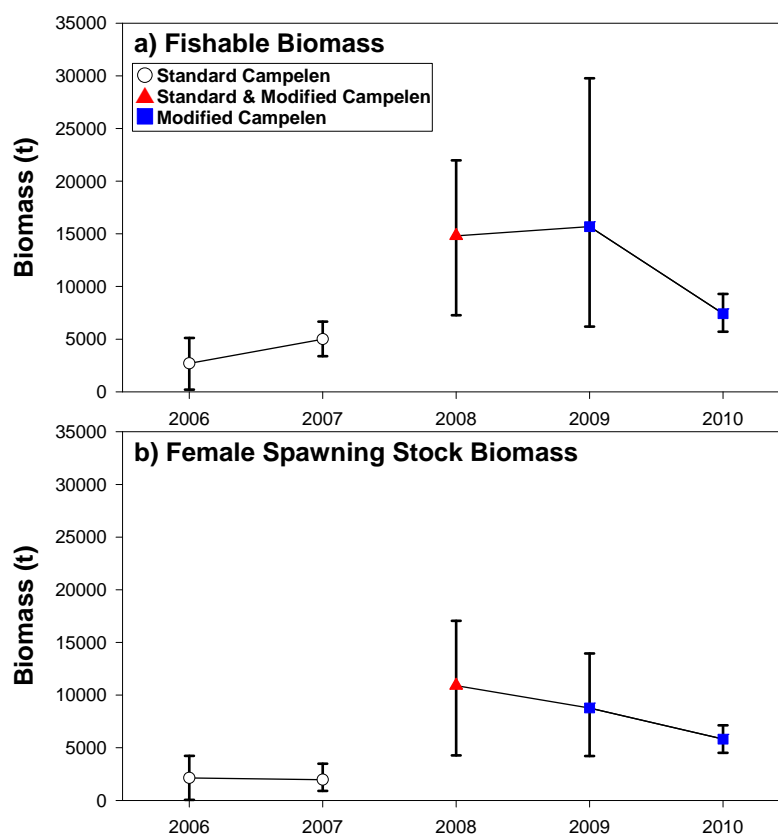 a) Fishable Biomass
Standard Campelen
Standard & Modified Campelen
Modified Campelen
Biomass (t)
35000
30000
25000
20000
15000
10000
5000
0
2006 2007 2008 2009 2010
b) Female Spawning Stock Biomass
Biomass (t)
35000
30000
25000
20000
15000
10000
5000
0
2006 2007 2008 2009 2010